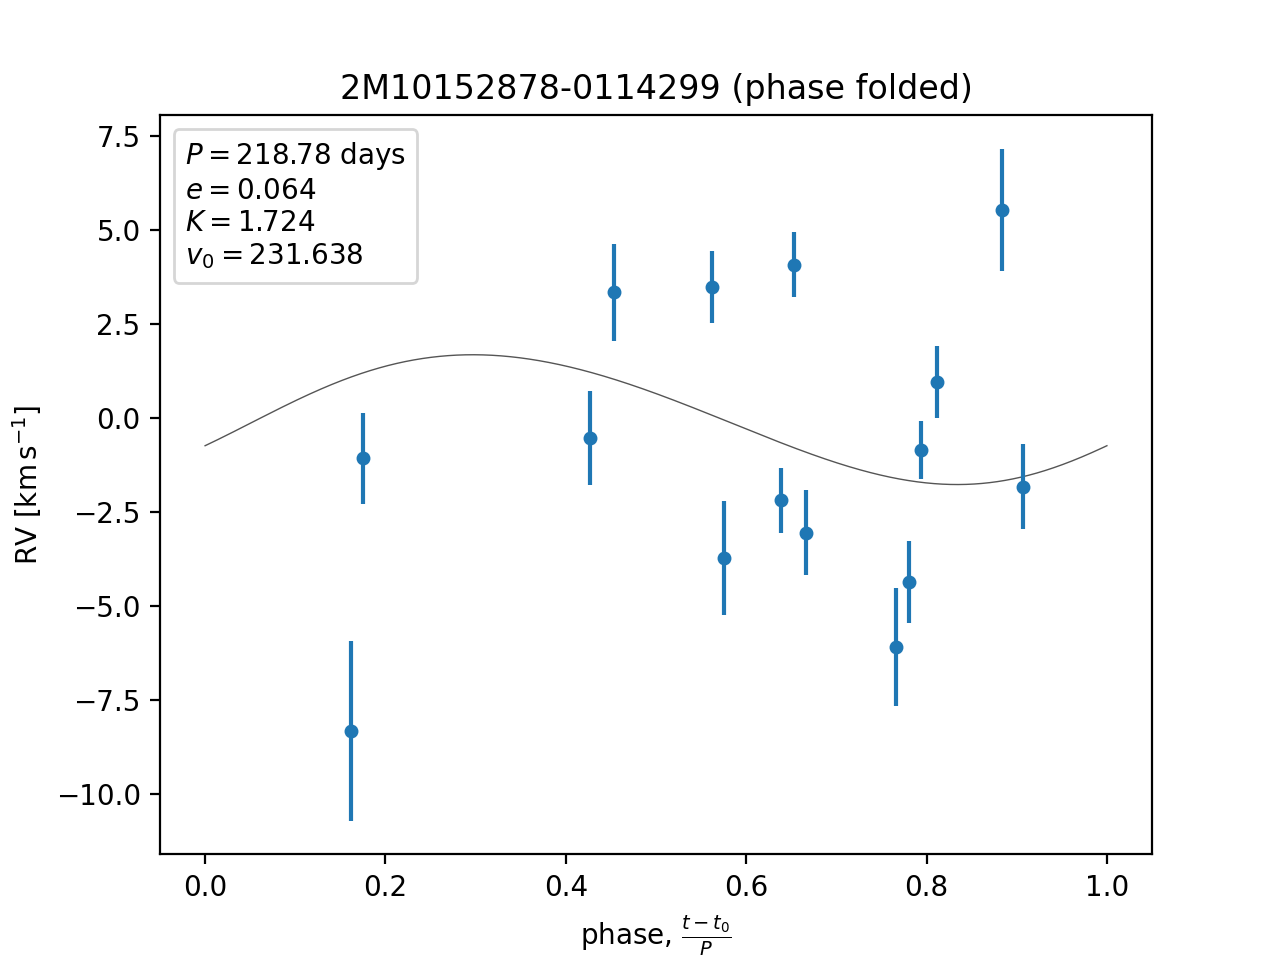 2M10152878-0114299 (phase folded)
P = 218.78 days
e = 0.064
K = 1.724
v₀ = 231.638
7.5
5.0
2.5
0.0
−2.5
−5.0
−7.5
−10.0
RV [km s⁻¹]
0.0 0.2 0.4 0.6 0.8 1.0
phase, (t − t₀)/P